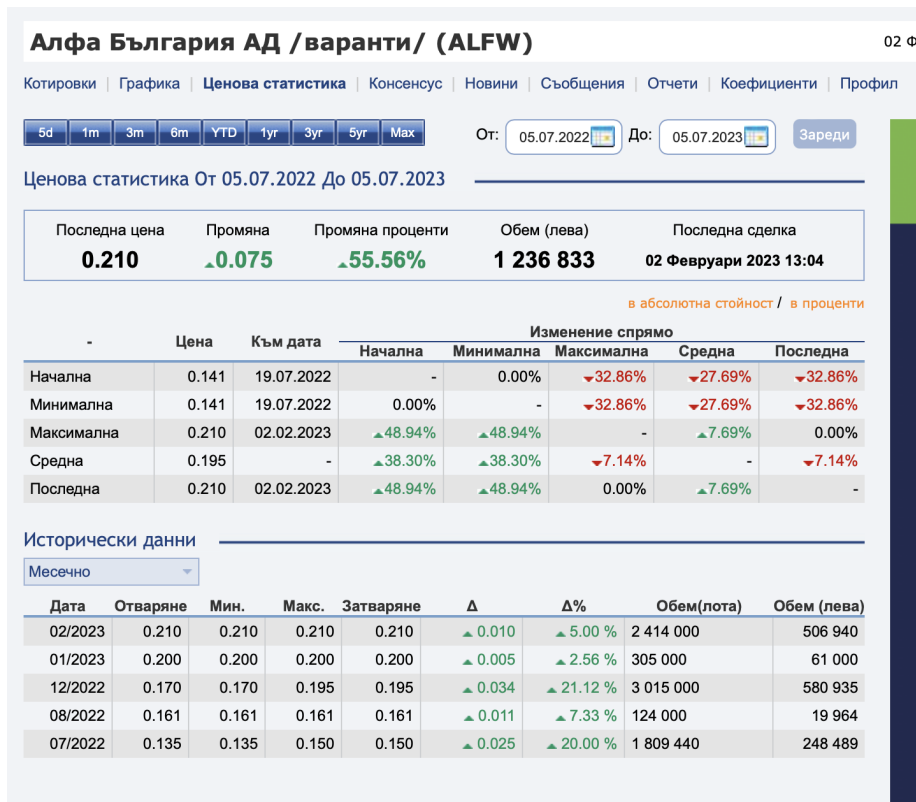 Алфа България АД /варанти/ (ALFW) 02 Ф
Котировки | Графика | Ценова статистика | Консенсус | Новини | Съобщения | Отчети | Коефициенти | Профил
5d 1m 3m 6m YTD 1yr 3yr 5yr Max От: 05.07.2022 До: 05.07.2023 Зареди
Ценова статистика От 05.07.2022 До 05.07.2023
Последна цена Промяна Промяна проценти Обем (лева) Последна сделка
0.210 0.075 55.56% 1 236 833 02 Февруари 2023 13:04
в абсолютна стойност / в проценти
- Цена Към дата Изменение спрямо
Начална Минимална Максимална Средна Последна
Начална 0.141 19.07.2022 - 0.00% 32.86% 27.69% 32.86%
Минимална 0.141 19.07.2022 0.00% - 32.86% 27.69% 32.86%
Максимална 0.210 02.02.2023 48.94% 48.94% - 7.69% 0.00%
Средна 0.195 - 38.30% 38.30% 7.14% - 7.14%
Последна 0.210 02.02.2023 48.94% 48.94% 0.00% 7.69% -
Исторически данни
Месечно
Дата Отваряне Мин. Макс. Затваряне Δ Δ% Обем(лота) Обем (лева)
02/2023 0.210 0.210 0.210 0.210 0.010 5.00 % 2 414 000 506 940
01/2023 0.200 0.200 0.200 0.200 0.005 2.56 % 305 000 61 000
12/2022 0.170 0.170 0.195 0.195 0.034 21.12 % 3 015 000 580 935
08/2022 0.161 0.161 0.161 0.161 0.011 7.33 % 124 000 19 964
07/2022 0.135 0.135 0.150 0.150 0.025 20.00 % 1 809 440 248 489